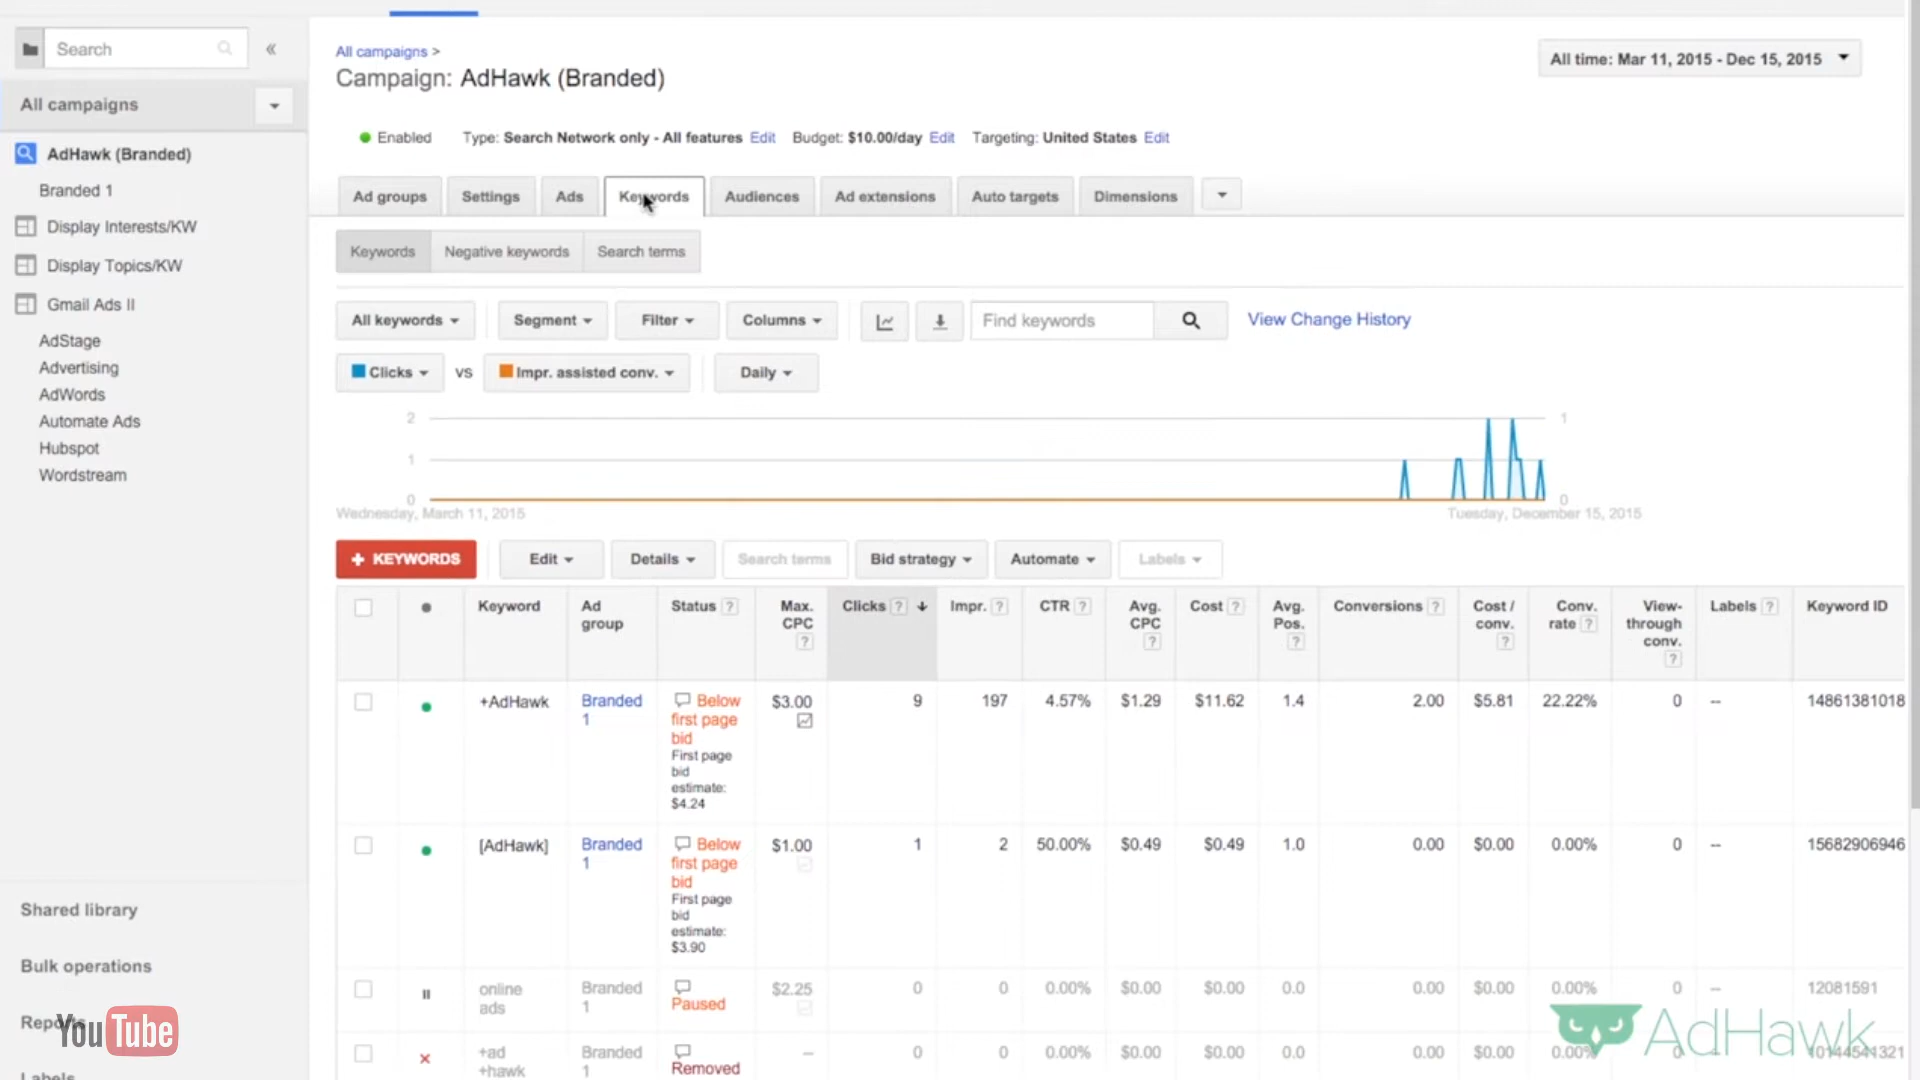 Search
«
All campaigns
AdHawk (Branded)
Branded 1
Display Interests/KW
Display Topics/KW
Gmail Ads II
AdStage
Advertising
AdWords
Automate Ads
Hubspot
Wordstream
Shared library
Bulk operations
YouTube
All campaigns >
Campaign: AdHawk (Branded)
All time: Mar 11, 2015 - Dec 15, 2015
Enabled Type: Search Network only - All features Edit Budget: $10.00/day Edit Targeting: United States Edit
Ad groups Settings Ads Keywords Audiences Ad extensions Auto targets Dimensions
Keywords Negative keywords Search terms
All keywords Segment Filter Columns Find keywords View Change History
Clicks VS Impr. assisted conv. Daily
2 1
1
0 0
Wednesday, March 11, 2015 Tuesday, December 15, 2015
+ KEYWORDS Edit Details Search terms Bid strategy Automate Labels
Keyword Ad group Status ? Max. CPC ? Clicks ? Impr. ? CTR ? Avg. CPC ? Cost ? Avg. Pos. ? Conversions ? Cost / conv. ? Conv. rate ? View-through conv. ? Labels ? Keyword ID
+AdHawk Branded 1 Below first page bid First page bid estimate: $4.24 $3.00 9 197 4.57% $1.29 $11.62 1.4 2.00 $5.81 22.22% 0 -- 14861381018
[AdHawk] Branded 1 Below first page bid First page bid estimate: $3.90 $1.00 1 2 50.00% $0.49 $0.49 1.0 0.00 $0.00 0.00% 0 -- 15682906946
online ads Branded 1 Paused $2.25 0 0 0.00% $0.00 $0.00 0.0 0.00 $0.00 0.00% 0 -- 12081591
+ad +hawk Branded 1 Removed -- 0 0 0.00% $0.00 $0.00 0.0 0.00 $0.00
AdHawk